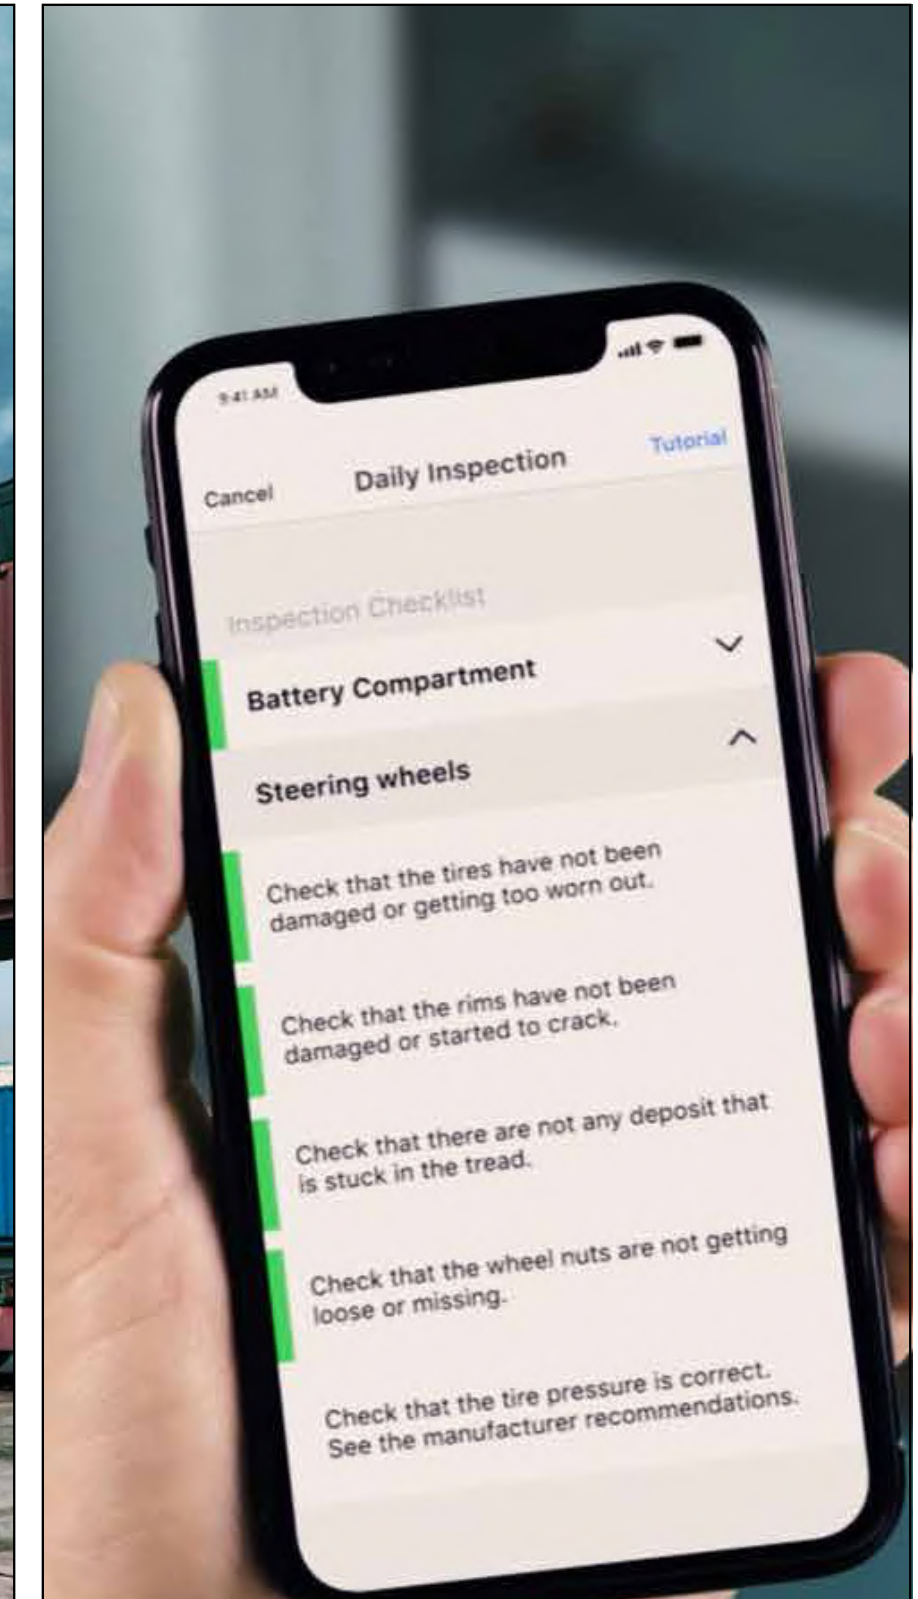 9:41 AM
Cancel
Daily Inspection
Tutorial
Inspection Checklist
Battery Compartment
Steering wheels
Check that the tires have not been
damaged or getting too worn out.
Check that the rims have not been
damaged or started to crack.
Check that there are not any deposit that
is stuck in the tread.
Check that the wheel nuts are not getting
loose or missing.
Check that the tire pressure is correct.
See the manufacturer recommendations.